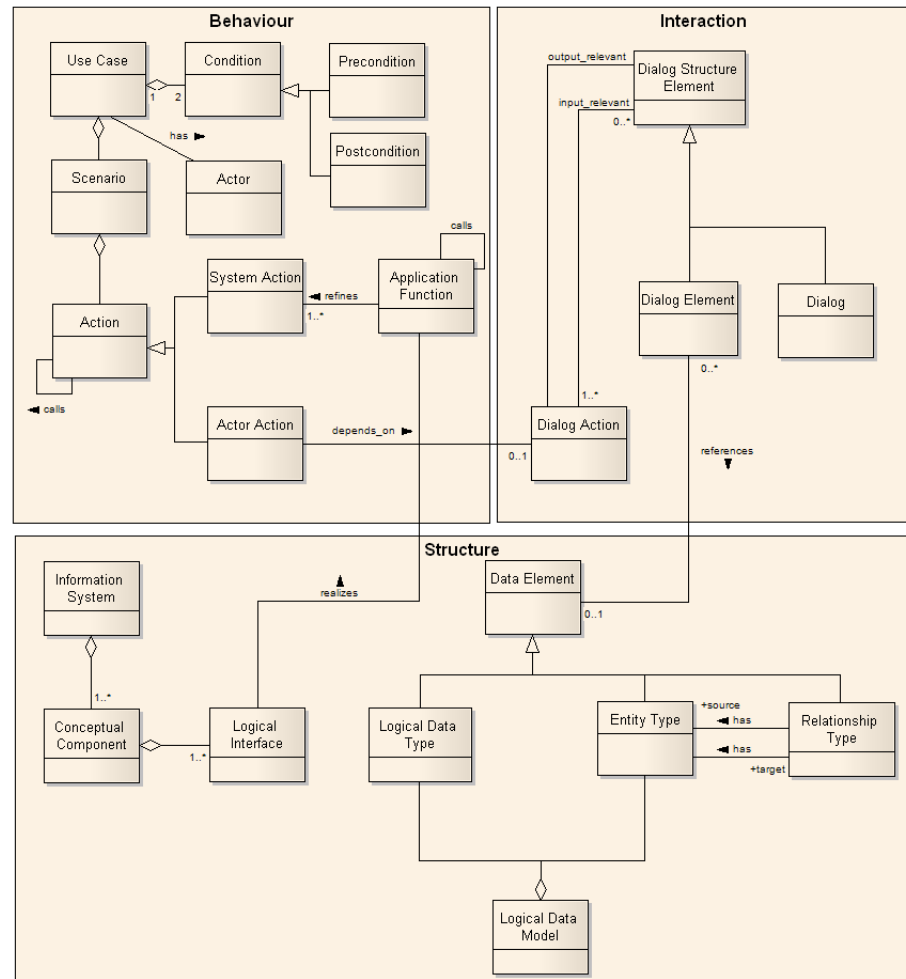 Behaviour
Interaction
Use Case
Condition
Precondition
1
2
has
Postcondition
Scenario
Actor
calls
System Action
Application
Function
refines
1..*
Action
calls
Actor Action
depends_on
0..1
output_relevant
Dialog Structure
Element
input_relevant
0..*
Dialog Element
Dialog
0..*
1..*
Dialog Action
references
Structure
Information
System
Data Element
realizes
0..1
1..*
Conceptual
Component
Logical
Interface
1..*
Logical Data
Type
Entity Type
+source
has
has
+target
Relationship
Type
Logical Data
Model